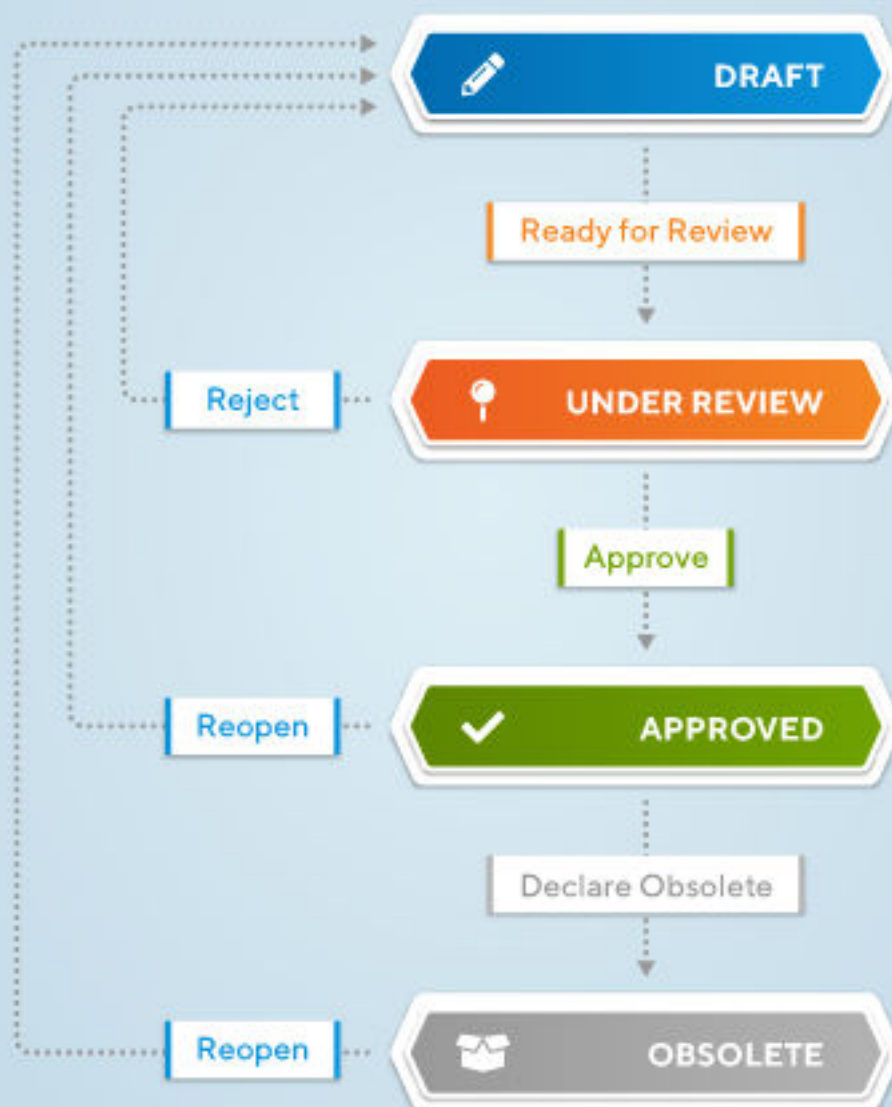 DRAFT
Ready for Review
Reject
UNDER REVIEW
Approve
Reopen
APPROVED
Declare Obsolete
Reopen
OBSOLETE